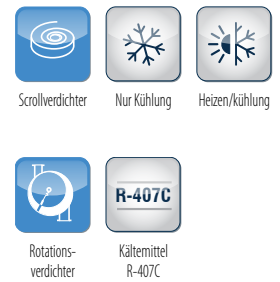 Scrollverdichter
Nur Kühlung
Heizen/kühlung
R-407C
Rotations-
verdichter
Kältemittel
R-407C